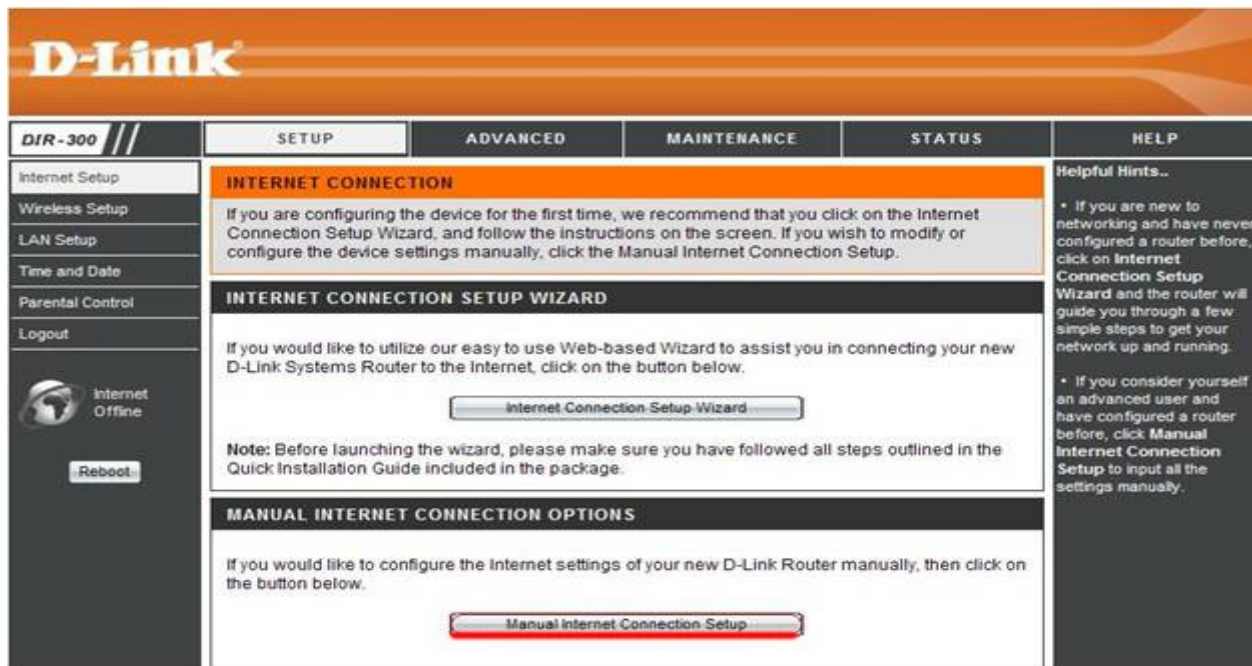 D-Link
DIR-300
SETUP
ADVANCED
MAINTENANCE
STATUS
HELP
Internet Setup
Wireless Setup
LAN Setup
Time and Date
Parental Control
Logout
Internet
Offline
Reboot
INTERNET CONNECTION
If you are configuring the device for the first time, we recommend that you click on the Internet
Connection Setup Wizard, and follow the instructions on the screen. If you wish to modify or
configure the device settings manually, click the Manual Internet Connection Setup.
INTERNET CONNECTION SETUP WIZARD
If you would like to utilize our easy to use Web-based Wizard to assist you in connecting your new
D-Link Systems Router to the Internet, click on the button below.
Internet Connection Setup Wizard
Note: Before launching the wizard, please make sure you have followed all steps outlined in the
Quick Installation Guide included in the package.
MANUAL INTERNET CONNECTION OPTIONS
If you would like to configure the Internet settings of your new D-Link Router manually, then click on
the button below.
Manual Internet Connection Setup
Helpful Hints..
• If you are new to
networking and have never
configured a router before,
click on Internet
Connection Setup
Wizard and the router will
guide you through a few
simple steps to get your
network up and running.
• If you consider yourself
an advanced user and
have configured a router
before, click Manual
Internet Connection
Setup to input all the
settings manually.